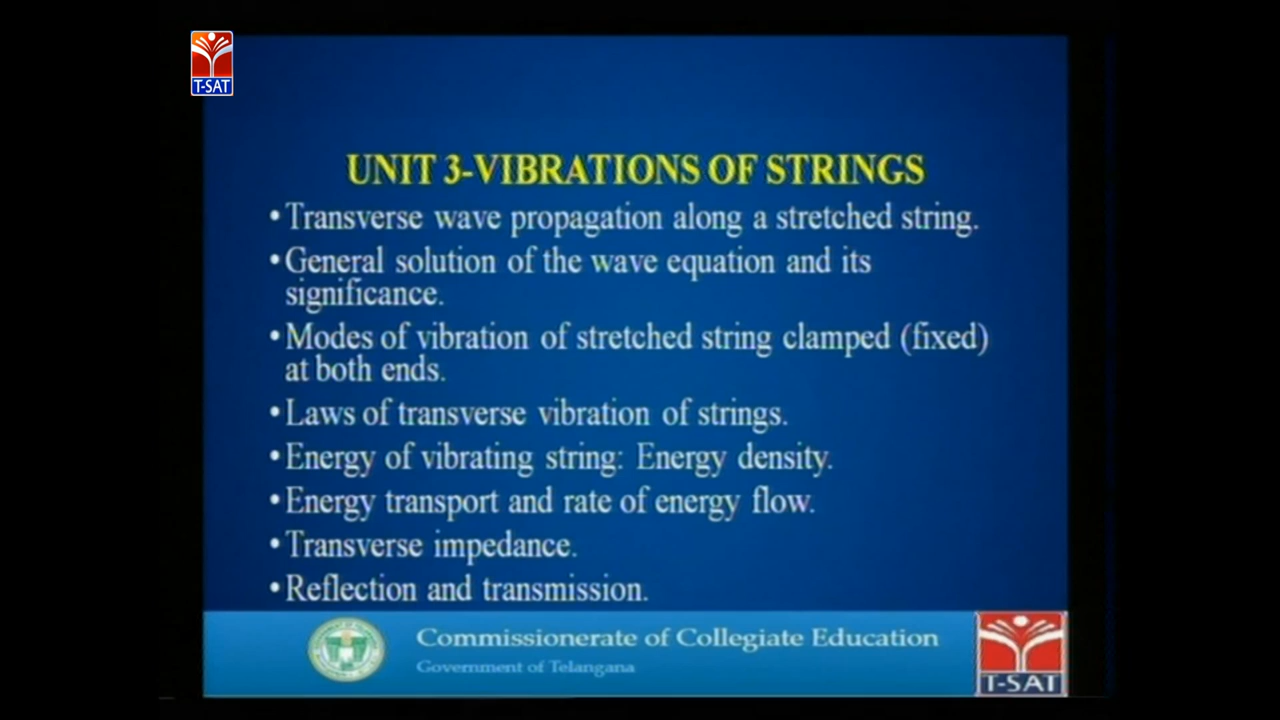 T-SAT
UNIT 3-VIBRATIONS OF STRINGS
•Transverse wave propagation along a stretched string.
•General solution of the wave equation and its
significance.
•Modes of vibration of stretched string clamped (fixed)
at both ends.
•Laws of transverse vibration of strings.
•Energy of vibrating string: Energy density.
•Energy transport and rate of energy flow.
•Transverse impedance.
•Reflection and transmission.
Commissionerate of Collegiate Education
Government of Telangana
T-SAT